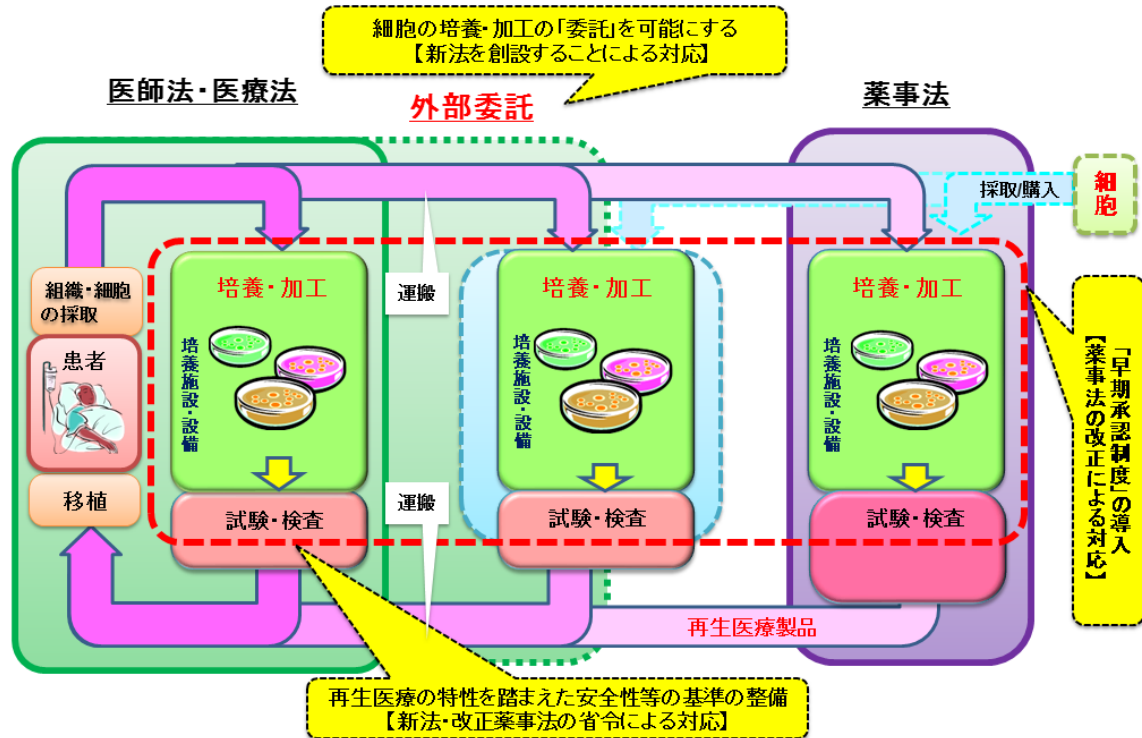 細胞の培養・加工の「委託」を可能にする
【新法を創設することによる対応】
医師法・医療法
外部委託
薬事法
採取/購入
細胞
組織・細胞
の採取
患者
移植
培養・加工
培養施設・設備
試験・検査
運搬
運搬
培養・加工
培養施設・設備
試験・検査
培養・加工
培養施設・設備
試験・検査
「早期承認制度」の導入
【薬事法の改正による対応】
再生医療製品
再生医療の特性を踏まえた安全性等の基準の整備
【新法・改正薬事法の省令による対応】